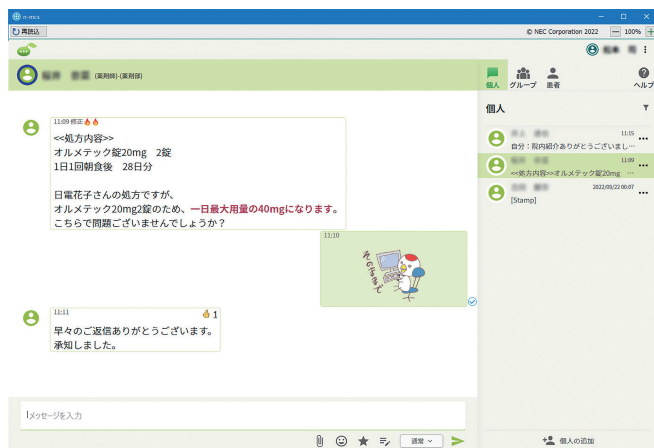 n-mcs
再読込
© NEC Corporation 2022
100%
(薬剤師)-(薬剤部)
個人
グループ
患者
ヘルプ
11:09 修正
<<処方内容>>
オルメテック錠20mg 2錠
1日1回朝食後 28日分
日電花子さんの処方ですが、
オルメテック20mg2錠のため、一日最大用量の40mgになります。
こちらで問題ございませんでしょうか？
11:10
それで大丈夫です
11:11
1
早々のご返信ありがとうございます。
承知しました。
メッセージを入力
通常
個人
11:15
自分：院内紹介ありがとうございまし…
11:09
<<処方内容>>オルメテック錠20mg …
2022/09/22 00:07
[Stamp]
個人の追加